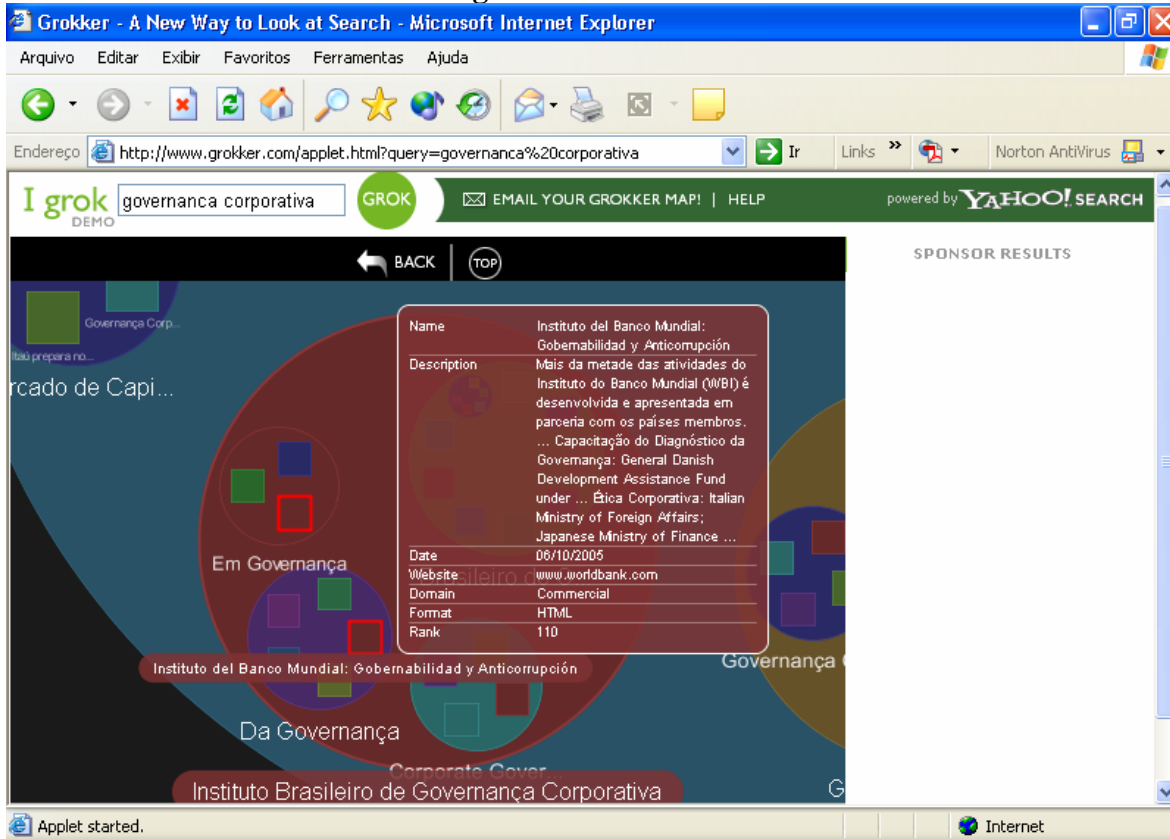 Grokker - A New Way to Look at Search - Microsoft Internet Explorer
Arquivo Editar Exibir Favoritos Ferramentas Ajuda
Endereço http://www.grokker.com/applet.html?query=governanca%20corporativa Ir Links » Norton AntiVirus
I grok DEMO governanca corporativa GROK EMAIL YOUR GROKKER MAP! | HELP powered by YAHOO! SEARCH
BACK TOP
SPONSOR RESULTS
Governança Corp...
Itaú prepara no...
rcado de Capi...
Name Instituto del Banco Mundial:
Gobernabilidad y Anticorrupción
Description Mais da metade das atividades do
Instituto do Banco Mundial (WBI) é
desenvolvida e apresentada em
parceria com os países membros.
... Capacitação do Diagnóstico da
Governança: General Danish
Development Assistance Fund
under ... Ética Corporativa: Italian
Ministry of Foreign Affairs;
Japanese Ministry of Finance ...
Date 06/10/2005
Website www.worldbank.com
Domain Commercial
Format HTML
Rank 110
Em Governança
Brasileiro de G
Instituto del Banco Mundial: Gobernabilidad y Anticorrupción
Governança
Da Governança
Corporate Gover...
Instituto Brasileiro de Governança Corporativa
G
Applet started. Internet